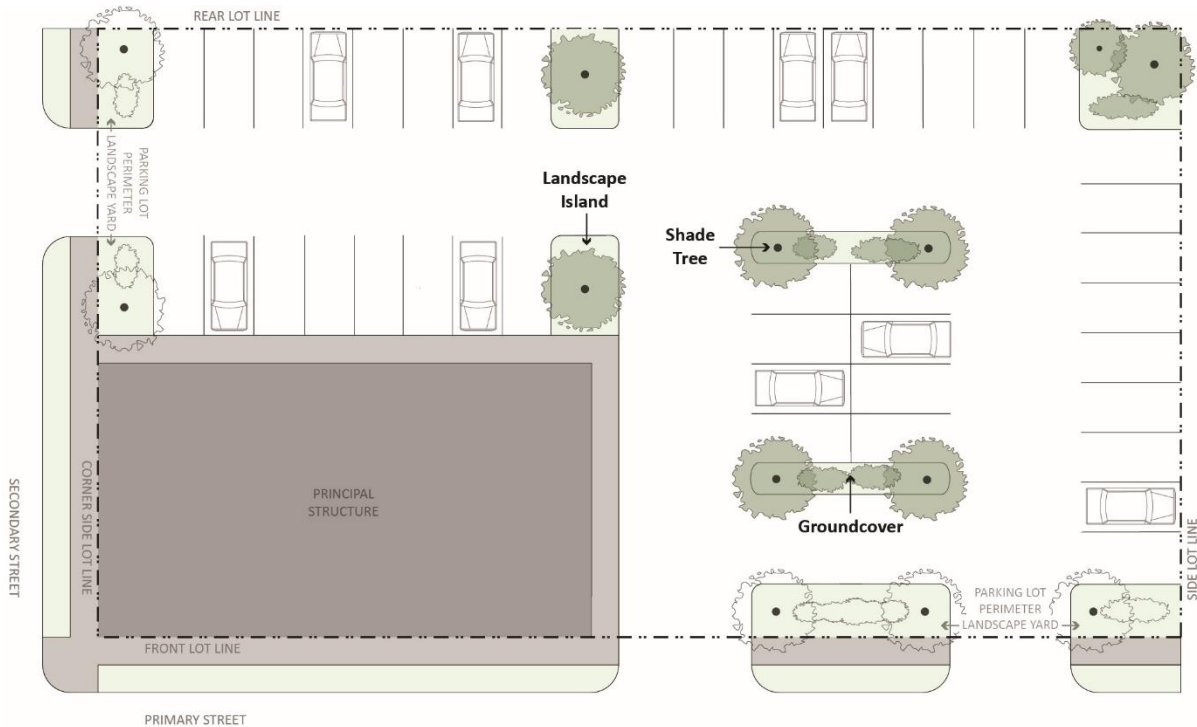 REAR LOT LINE
PARKING LOT
PERIMETER
LANDSCAPE YARD
Landscape
Island
Shade
Tree
Groundcover
PRINCIPAL
STRUCTURE
CORNER SIDE LOT LINE
SECONDARY STREET
SIDE LOT LINE
PARKING LOT
PERIMETER
LANDSCAPE YARD
FRONT LOT LINE
PRIMARY STREET